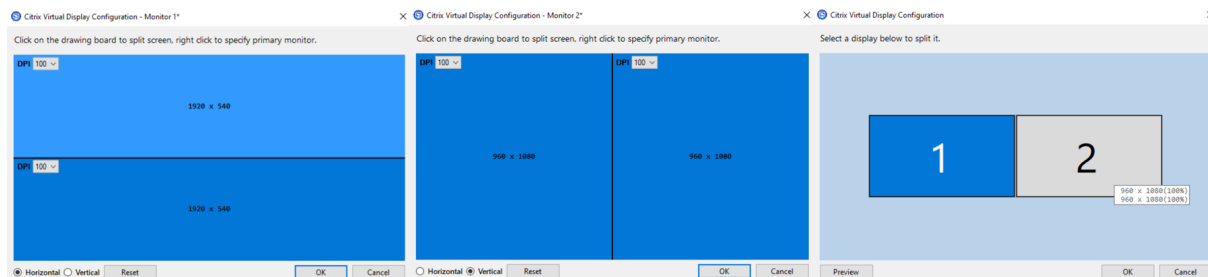 Citrix Virtual Display Configuration - Monitor 1*
Click on the drawing board to split screen, right click to specify primary monitor.
DPI 100
1920 x 540
DPI 100
1920 x 540
Horizontal Vertical Reset OK Cancel
Citrix Virtual Display Configuration - Monitor 2*
Click on the drawing board to split screen, right click to specify primary monitor.
DPI 100 DPI 100
960 x 1080 960 x 1080
Horizontal Vertical Reset OK Cancel
Citrix Virtual Display Configuration
Select a display below to split it.
1 2
960 x 1080(100%)
960 x 1080(100%)
Preview OK Cancel